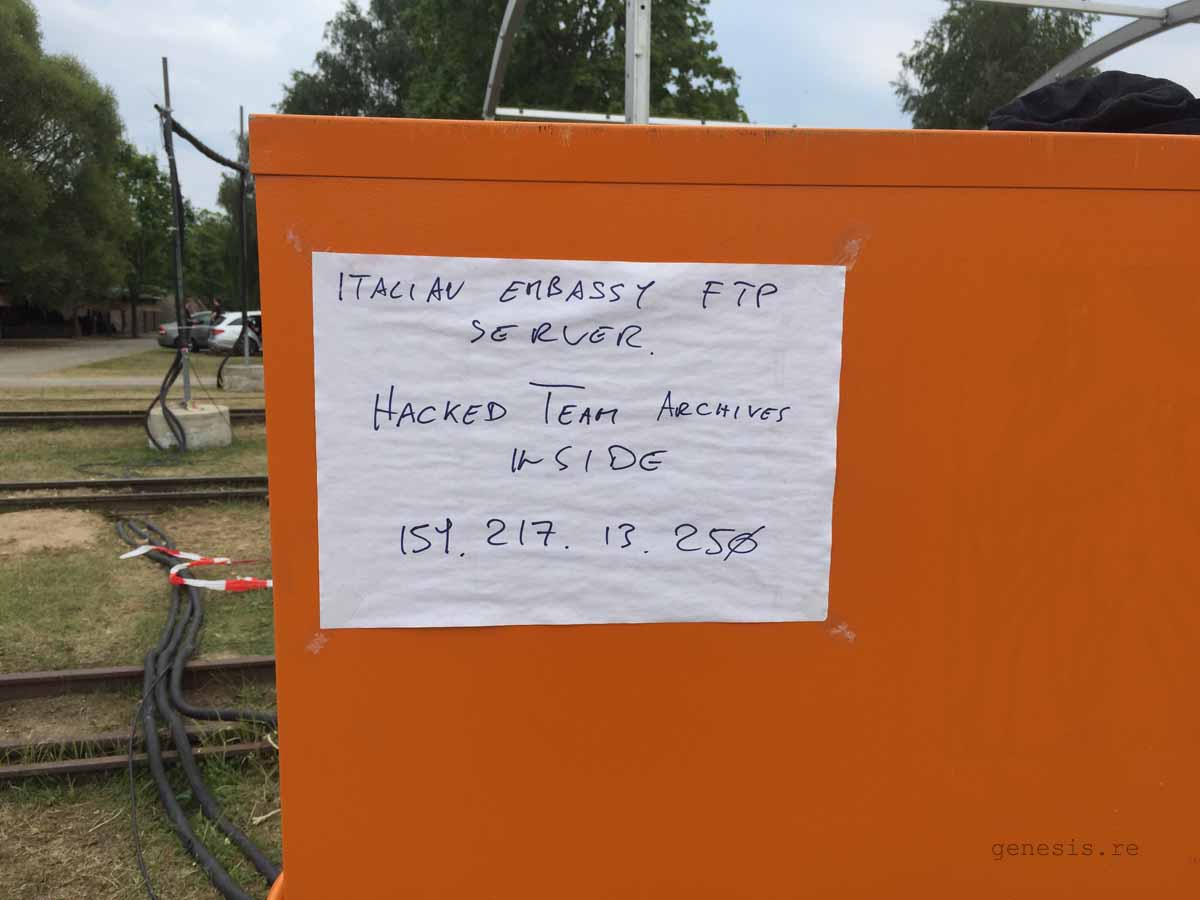 ITALIAN EMBASSY FTP
SERVER.
HACKED TEAM ARCHIVES
INSIDE
151.217.13.250
genesis.re